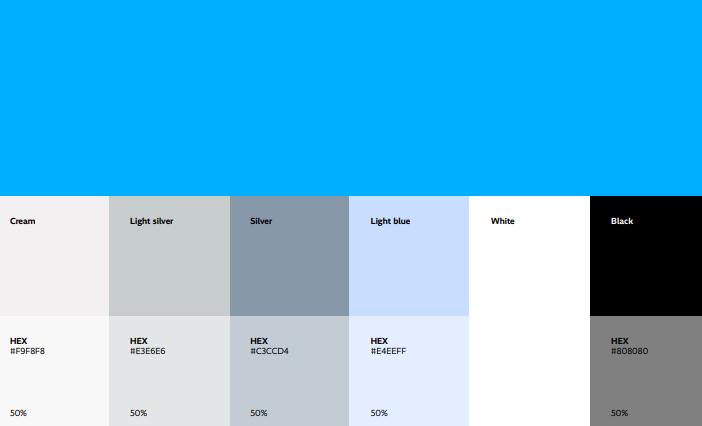 Cream
Light silver
Silver
Light blue
White
Black
HEX
#F9F8F8
HEX
#E3E6E6
HEX
#C3CCD4
HEX
#E4EEFF
HEX
#808080
50%
50%
50%
50%
50%